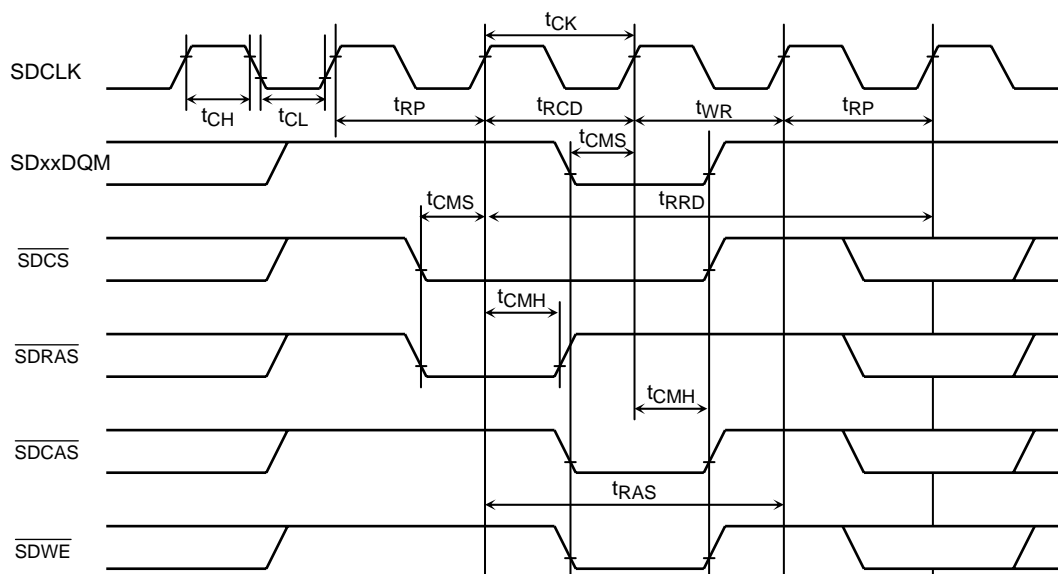 tCK
SDCLK
tCH tCL tRP tRCD tWR tRP
tCMS
SDxxDQM
tCMS tRRD
SDCS
tCMH
SDRAS
tCMH
SDCAS
tRAS
SDWE